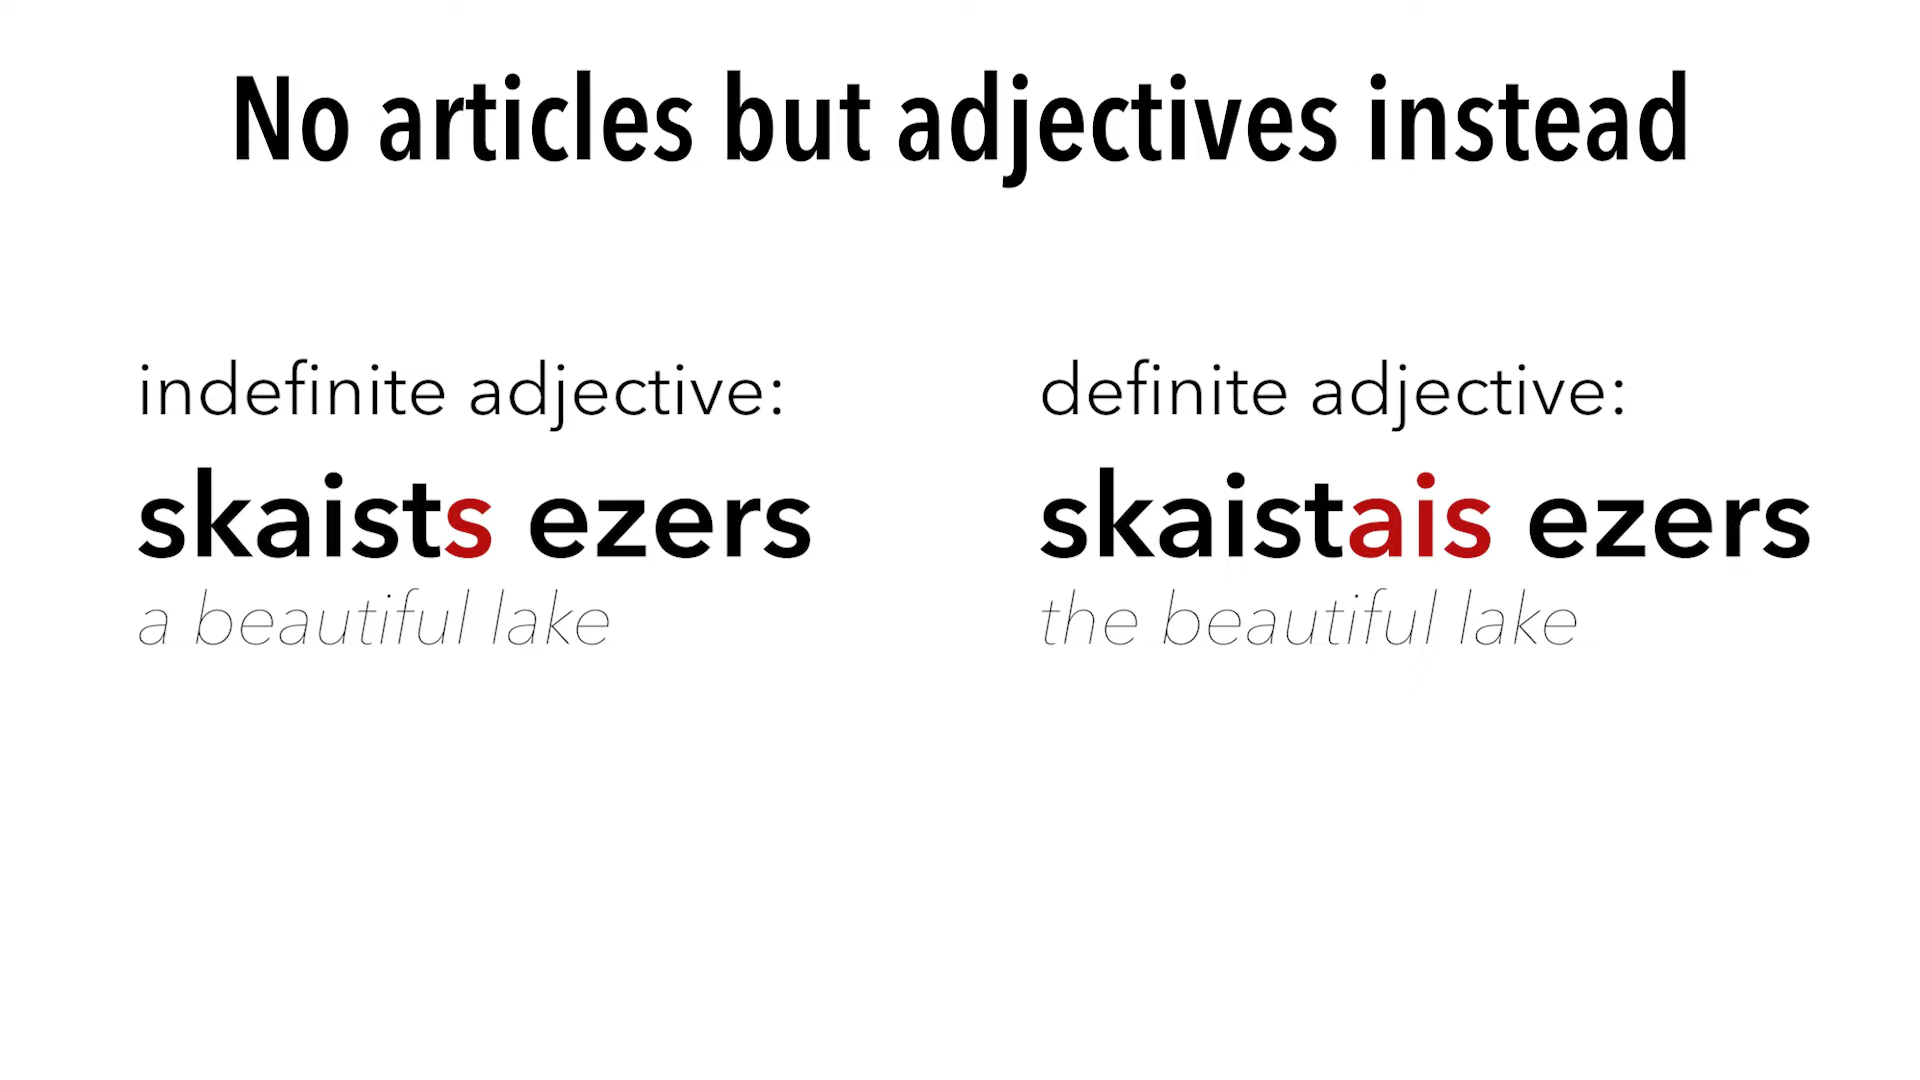 No articles but adjectives instead
indefinite adjective:
skaists ezers
a beautiful lake
definite adjective:
skaistais ezers
the beautiful lake